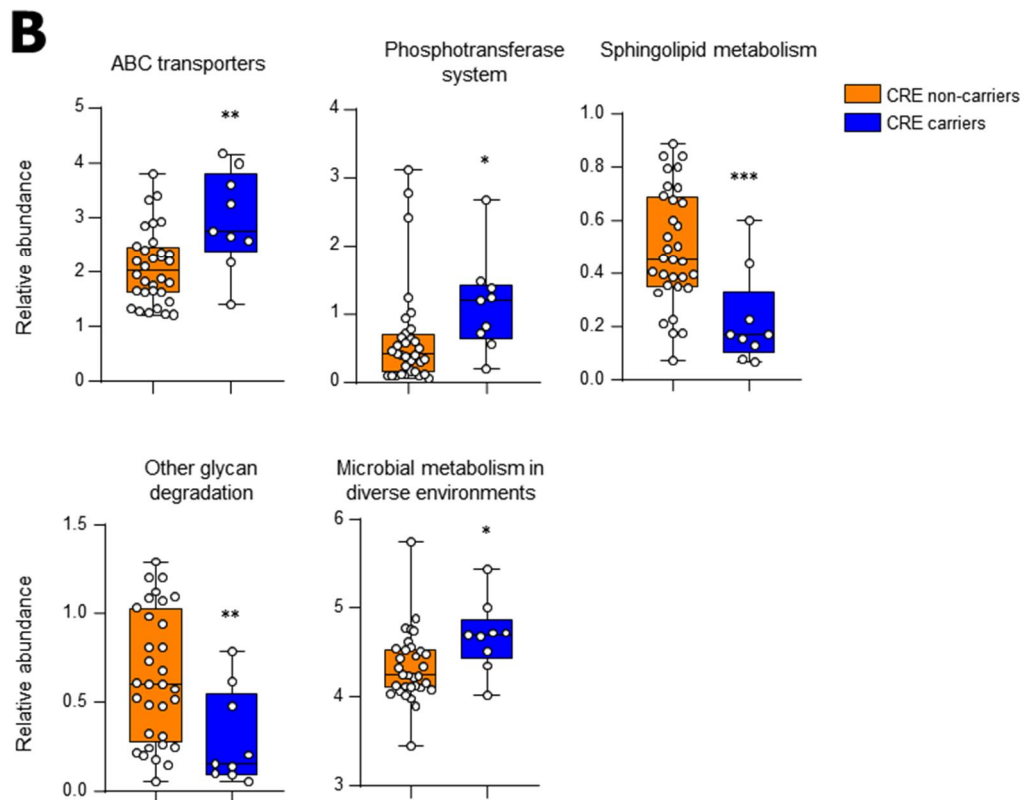 B
ABC transporters
Phosphotransferase
system
Sphingolipid metabolism
CRE non-carriers
CRE carriers
Relative abundance
5
4
3
2
1
0
**
4
3
2
1
0
*
1.0
0.8
0.6
0.4
0.2
0.0
***
Other glycan
degradation
Microbial metabolism in
diverse environments
Relative abundance
1.5
1.0
0.5
0.0
**
6
5
4
3
*